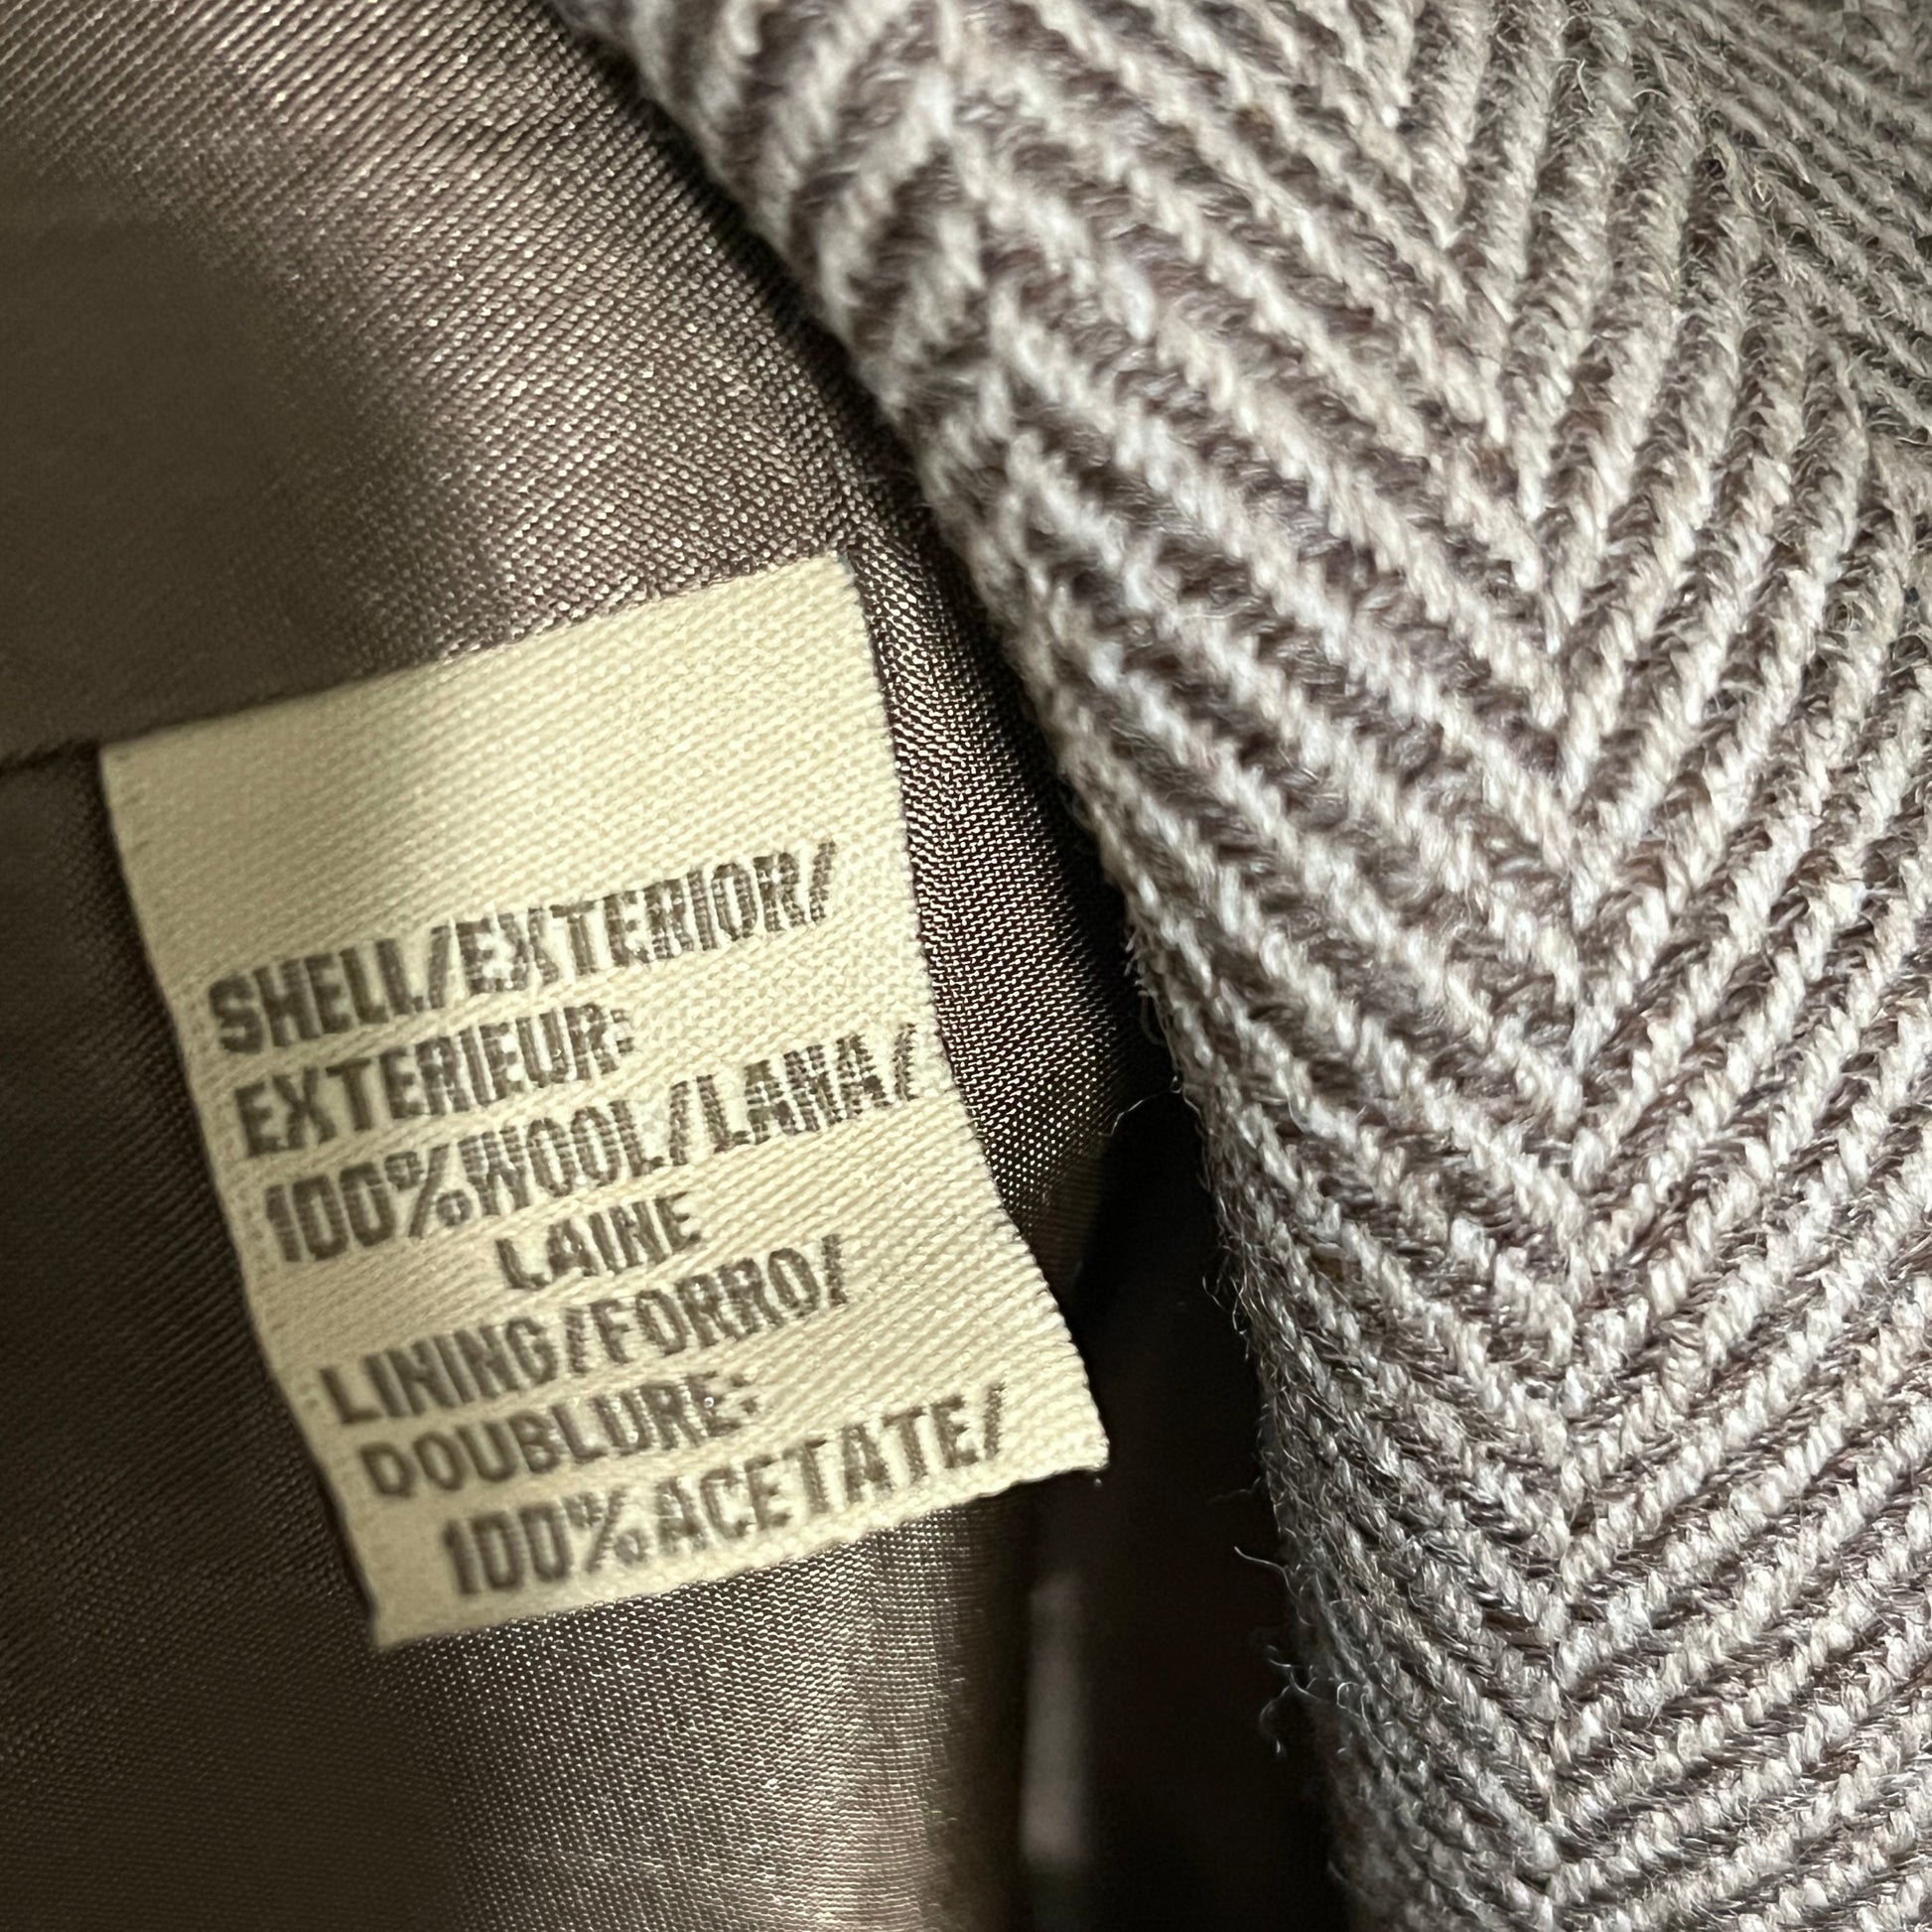 SHELL/EXTERIOR/
EXTERIEUR:
100%WOOL/LANA/
LAINE
LINING/FORRO/
DOUBLURE:
100%ACETATE/